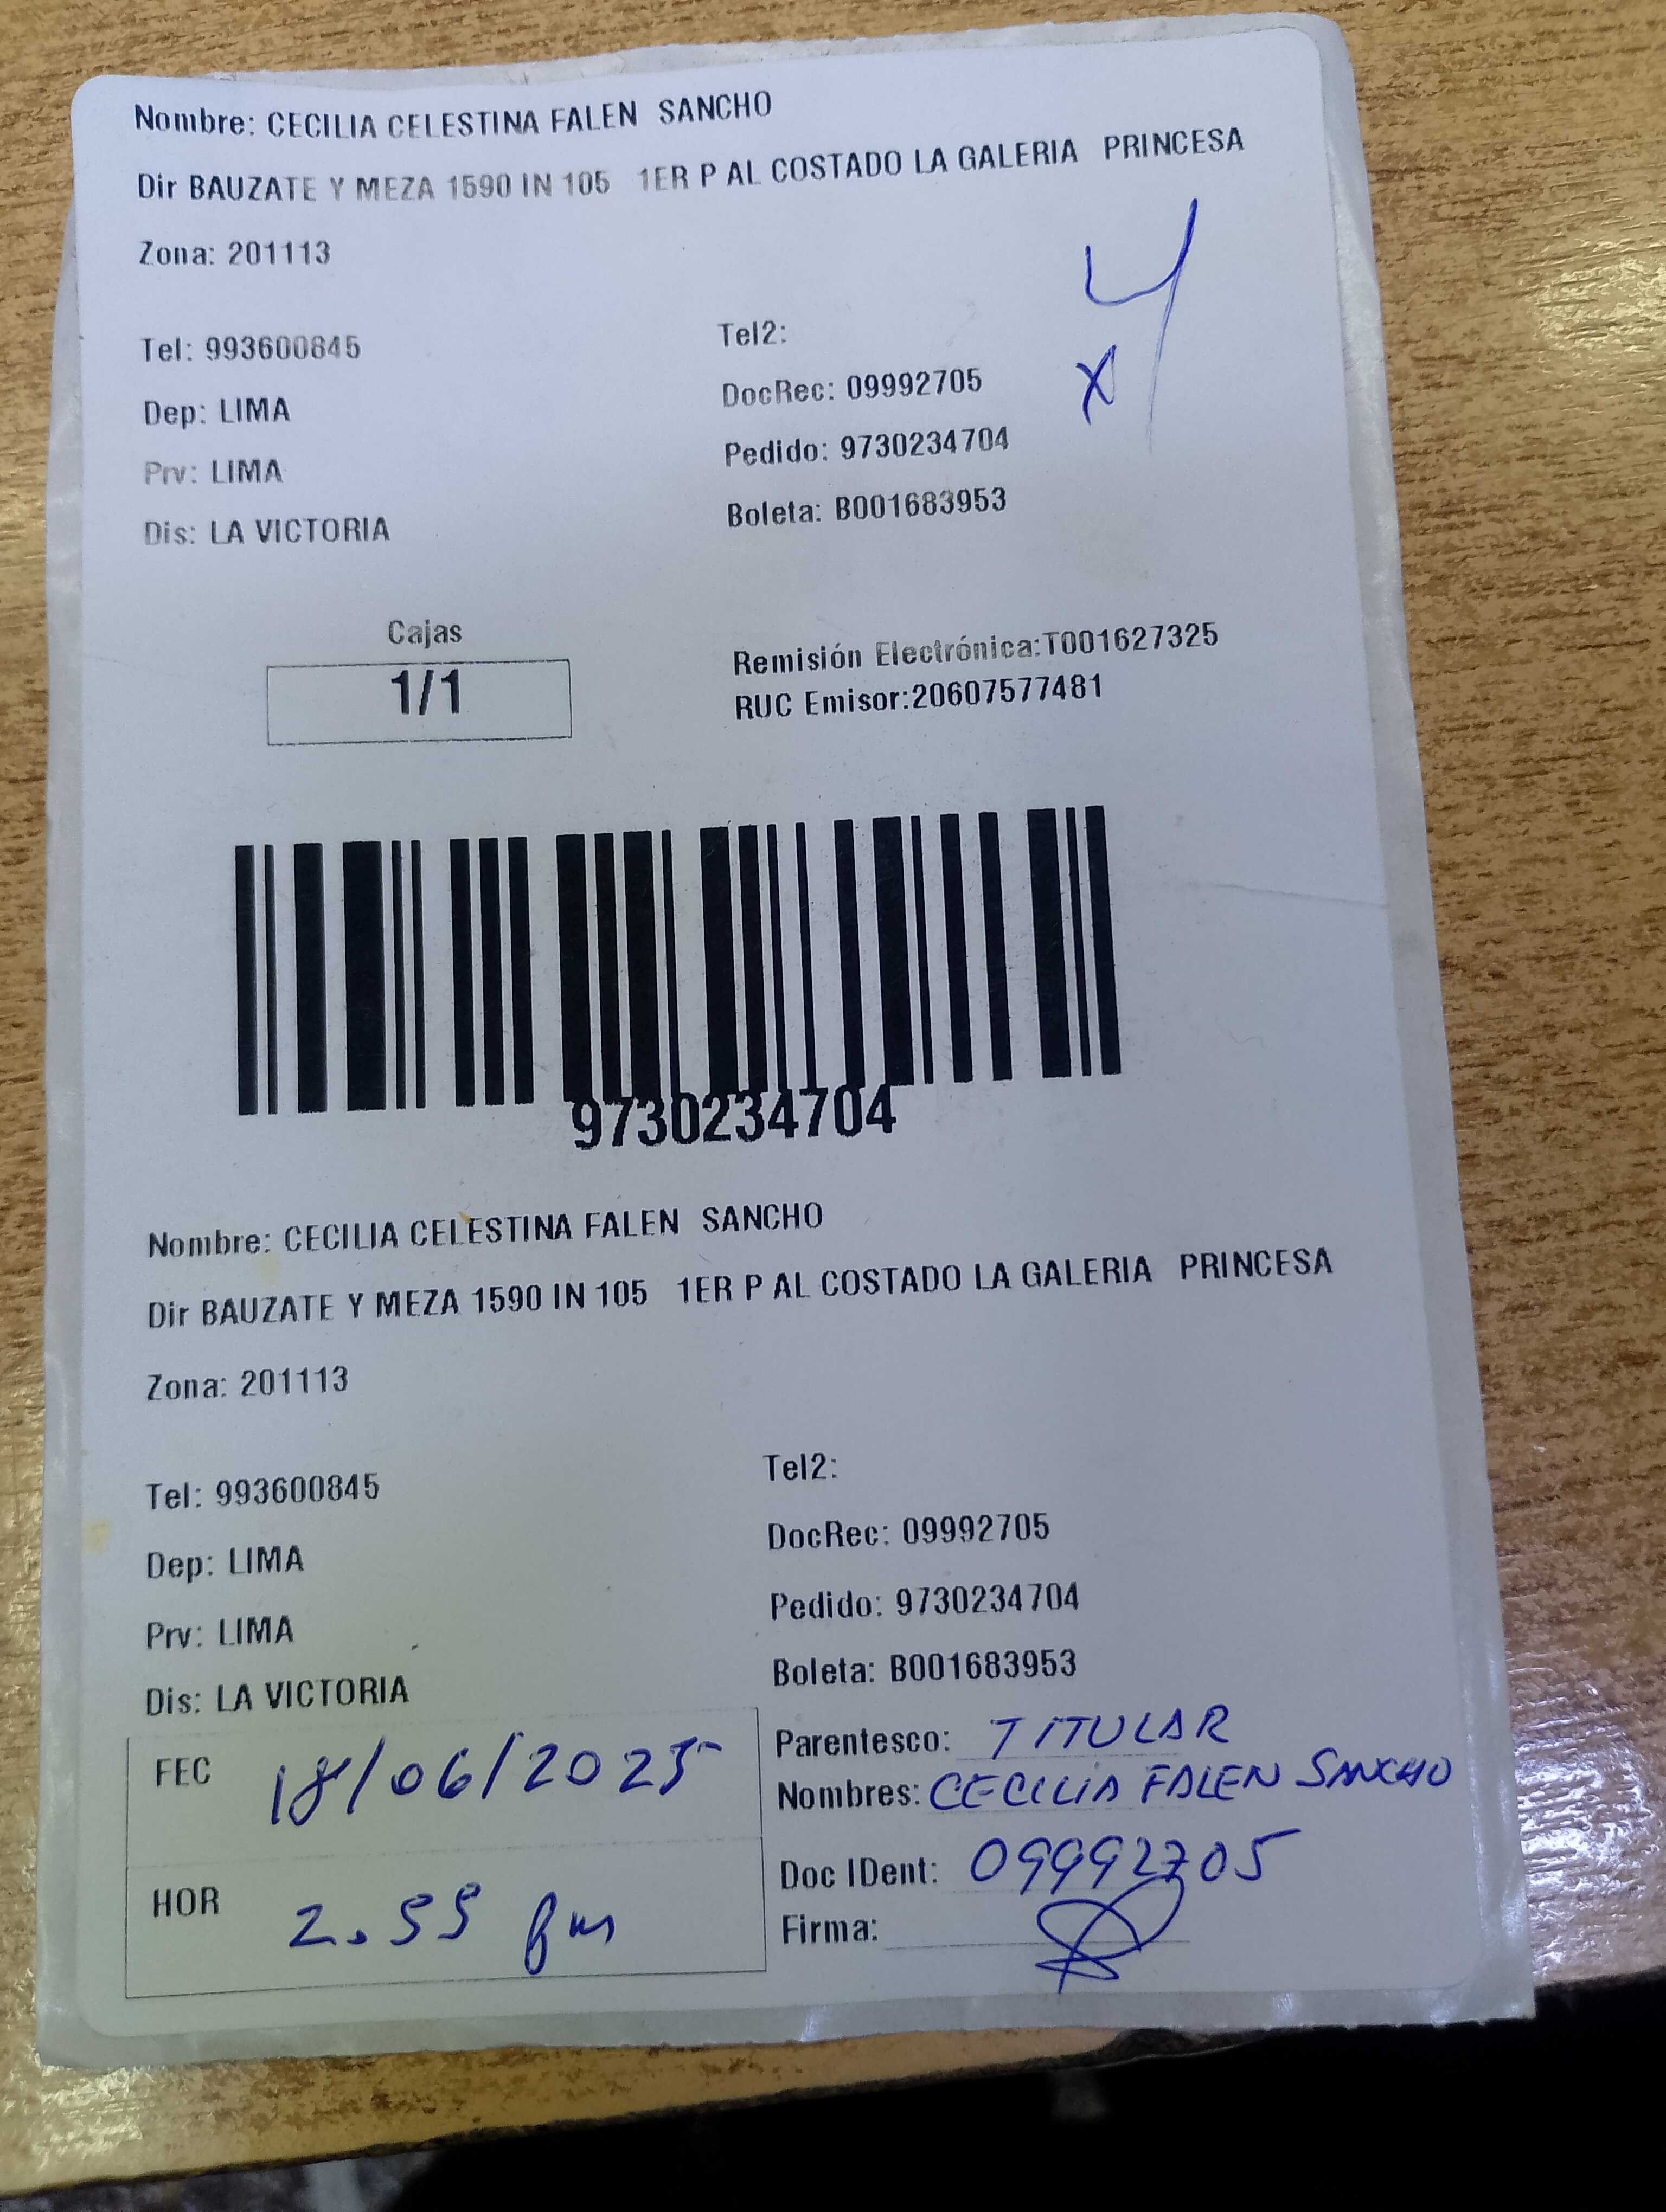 Nombre: CECILIA CELESTINA FALEN SANCHO
Dir BAUZATE Y MEZA 1590 IN 105 1ER P AL COSTADO LA GALERIA PRINCESA
Zona: 201113
4
Tel: 993600845
Tel2:
X
Dep: LIMA
DocRec: 09992705
Prv: LIMA
Pedido: 9730234704
Dis: LA VICTORIA
Boleta: B001683953
Cajas
1/1
Remisión Electrónica:T001627325
RUC Emisor:20607577481
9730234704
Nombre: CECILIA CELESTINA FALEN SANCHO
Dir BAUZATE Y MEZA 1590 IN 105 1ER P AL COSTADO LA GALERIA PRINCESA
Zona: 201113
Tel: 993600845
Tel2:
Dep: LIMA
DocRec: 09992705
Prv: LIMA
Pedido: 9730234704
Dis: LA VICTORIA
Boleta: B001683953
FEC 18/06/2025
Parentesco: TITULAR
Nombres: CECILIA FALEN SANCHO
HOR 2.55 pm
Doc IDent: 09992705
Firma: